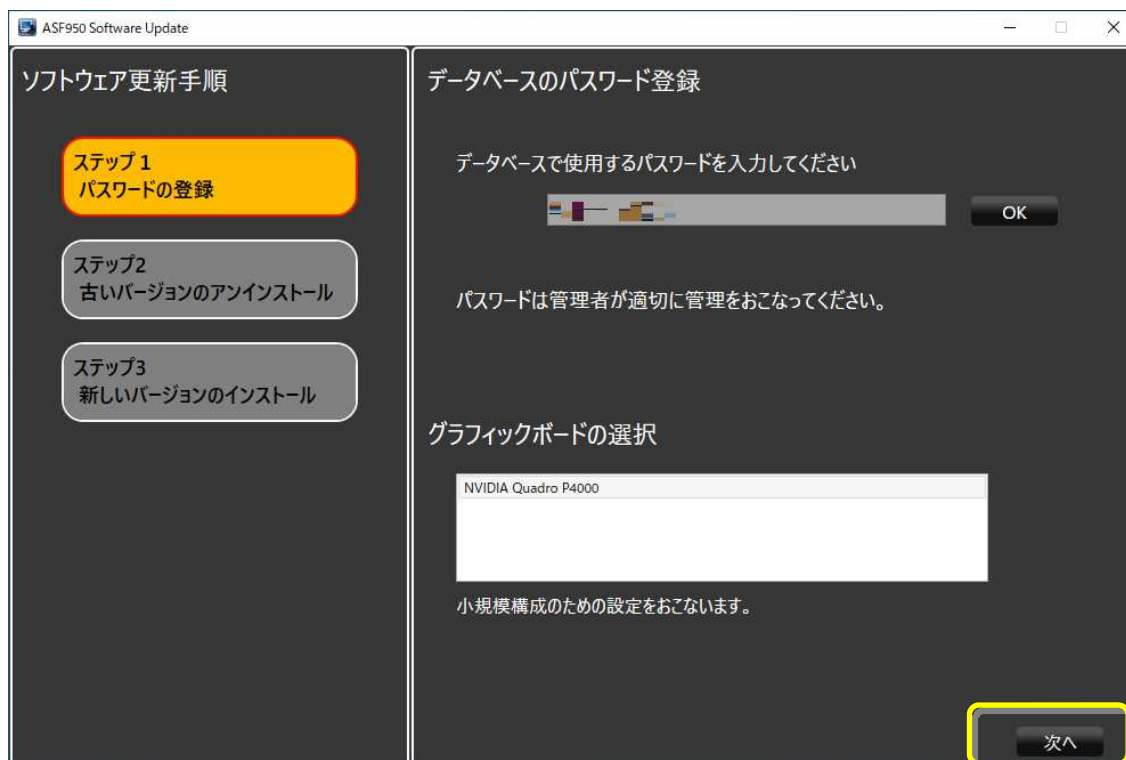 ASF950 Software Update
ソフトウェア更新手順
ステップ 1
パスワードの登録
ステップ2
古いバージョンのアンインストール
ステップ3
新しいバージョンのインストール
データベースのパスワード登録
データベースで使用するパスワードを入力してください
OK
パスワードは管理者が適切に管理をおこなってください。
グラフィックボードの選択
NVIDIA Quadro P4000
小規模構成のための設定をおこないます。
次へ